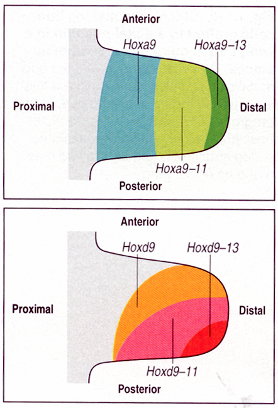 Anterior
Hoxa9
Hoxa9–13
Proximal
Distal
Hoxa9–11
Posterior
Anterior
Hoxd9
Hoxd9–13
Proximal
Distal
Hoxd9–11
Posterior